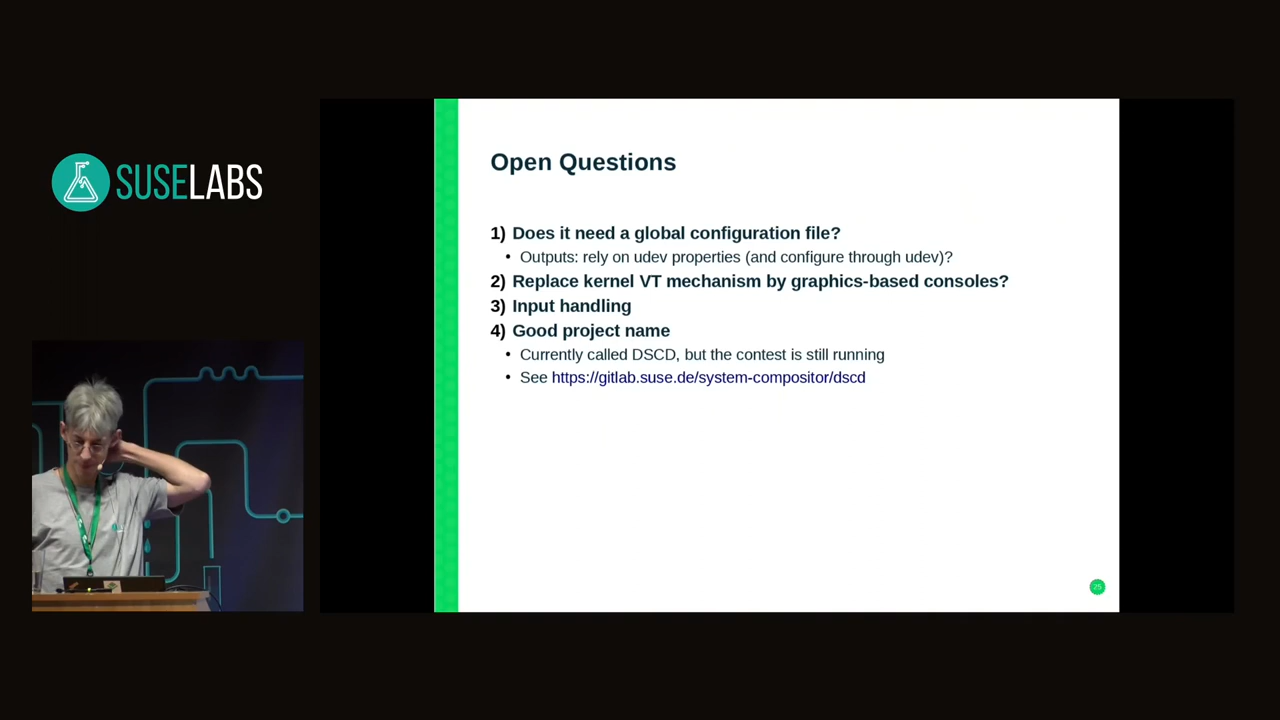 SUSELABS
Open Questions
1) Does it need a global configuration file?
• Outputs: rely on udev properties (and configure through udev)?
2) Replace kernel VT mechanism by graphics-based consoles?
3) Input handling
4) Good project name
• Currently called DSCD, but the contest is still running
• See https://gitlab.suse.de/system-compositor/dscd
25